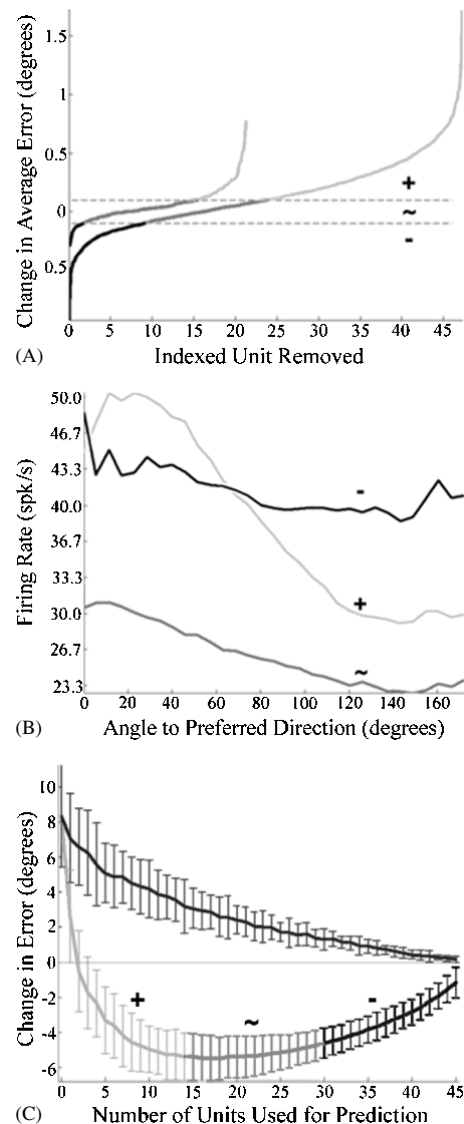 Change in Average Error (degrees)
1.5
1
0.5
0
0.5
+
~
-
0 5 10 15 20 25 30 35 40 45
(A) Indexed Unit Removed
Firing Rate (spk/s)
50.0
46.7
43.3
40.0
36.7
33.3
30.0
26.7
23.3
-
+
~
0 20 40 60 80 100 120 140 160
(B) Angle to Preferred Direction (degrees)
Change in Error (degrees)
10
8
6
4
2
0
-2
-4
-6
+ ~ -
0 5 10 15 20 25 30 35 40 45
(C) Number of Units Used for Prediction